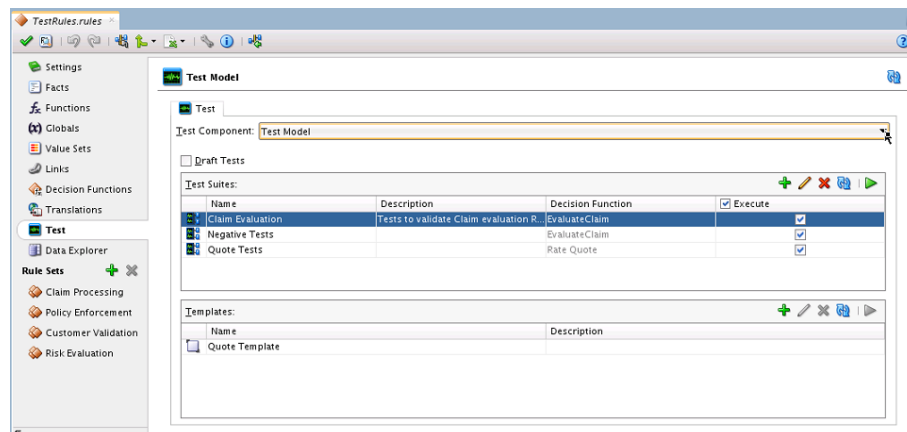 TestRules.rules
Settings
Facts
Functions
Globals
Value Sets
Links
Decision Functions
Translations
Test
Data Explorer
Rule Sets
Claim Processing
Policy Enforcement
Customer Validation
Risk Evaluation
Test Model
Test
Test Component: Test Model
Draft Tests
Test Suites:
Name Description Decision Function Execute
Claim Evaluation Tests to validate Claim evaluation R... EvaluateClaim
Negative Tests EvaluateClaim
Quote Tests Rate Quote
Templates:
Name Description
Quote Template